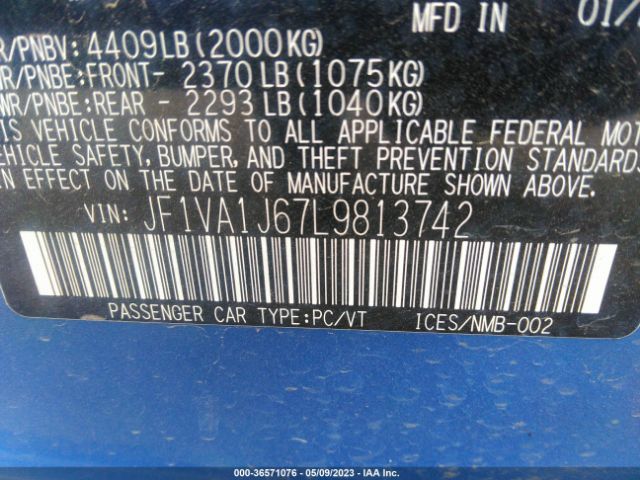 MFD IN 01/
R/PNBV: 4409LB (2000KG)
R/PNBE:FRONT- 2370 LB (1075KG)
WR/PNBE:REAR - 2293 LB (1040KG)
IS VEHICLE CONFORMS TO ALL APPLICABLE FEDERAL MOT
EHICLE SAFETY, BUMPER, AND THEFT PREVENTION STANDARDS
N EFFECT ON THE DATE OF MANUFACTURE SHOWN ABOVE.
VIN: JF1VA1J67L9813742
PASSENGER CAR TYPE:PC/VT ICES/NMB-002
000-36571076 - 05/09/2023 - IAA Inc.